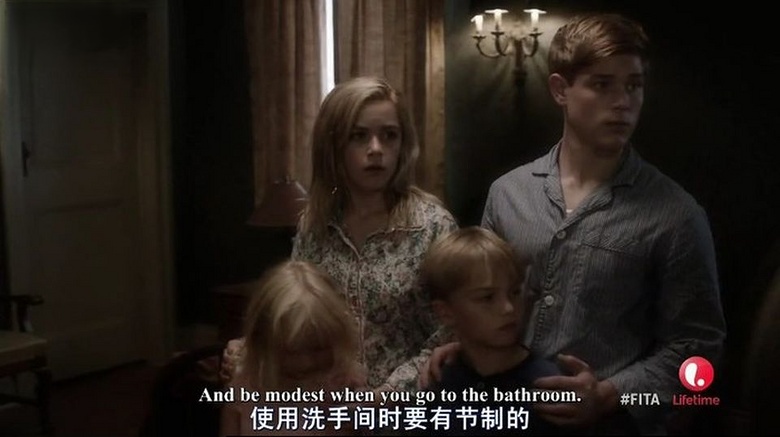 And be modest when you go to the bathroom.
使用洗手间时要有节制的
#FITA
Lifetime